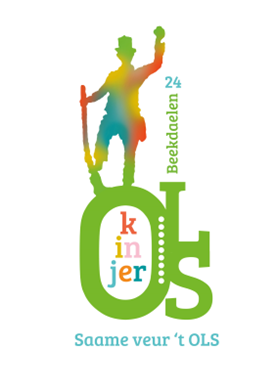 Beekdaelen 24
OLS
kinjer
Saame veur ‘t OLS